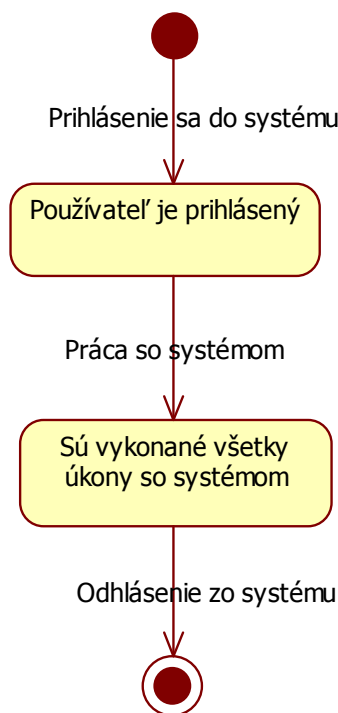 Prihlásenie sa do systému
Používateľ je prihlásený
Práca so systémom
Sú vykonané všetky
úkony so systémom
Odhlásenie zo systému